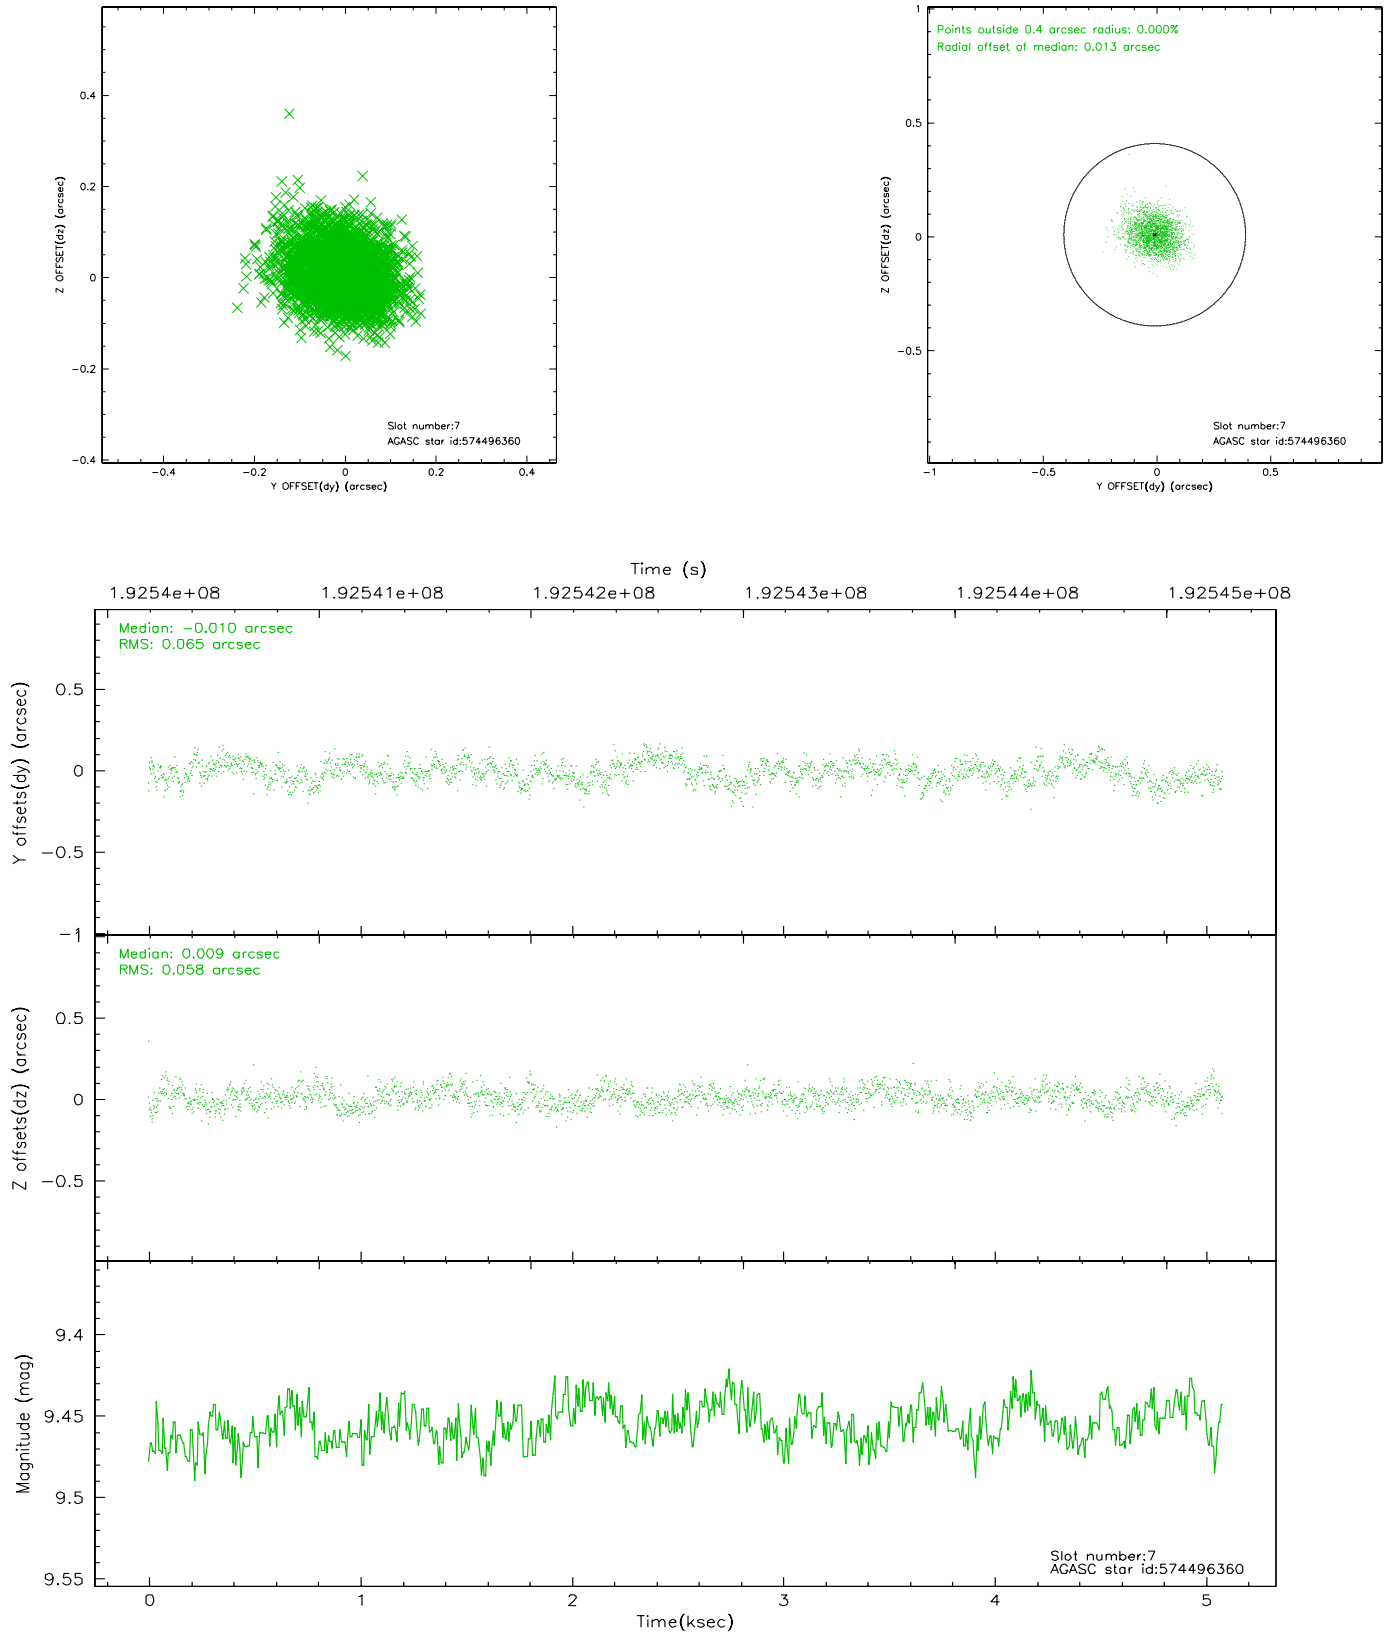 0.4
0.2
0
−0.2
−0.4
Z OFFSET(dz) (arcsec)
−0.4 −0.2 0 0.2 0.4
Y OFFSET(dy) (arcsec)
Slot number:7
AGASC star id:574496360
Points outside 0.4 arcsec radius: 0.000%
Radial offset of median: 0.013 arcsec
1
0.5
0
−0.5
Z OFFSET(dz) (arcsec)
−1 −0.5 0 0.5
Y OFFSET(dy) (arcsec)
Slot number:7
AGASC star id:574496360
Time (s)
1.9254e+08 1.92541e+08 1.92542e+08 1.92543e+08 1.92544e+08 1.92545e+08
Median: −0.010 arcsec
RMS: 0.065 arcsec
Y offsets(dy) (arcsec)
0.5
0
−0.5
−1
Median: 0.009 arcsec
RMS: 0.058 arcsec
Z offsets(dz) (arcsec)
0.5
0
−0.5
Magnitude (mag)
9.4
9.45
9.5
9.55
Slot number:7
AGASC star id:574496360
0 1 2 3 4 5
Time(ksec)